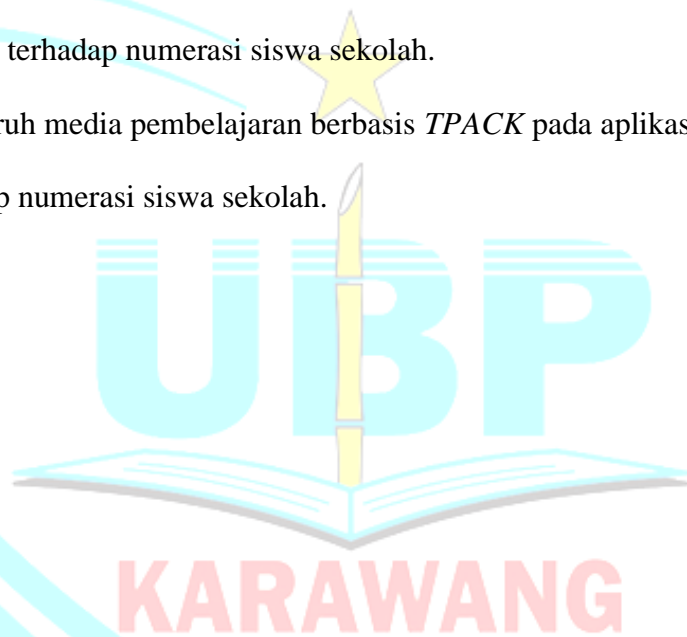 terhadap numerasi siswa sekolah.
ruh media pembelajaran berbasis TPACK pada aplikas
p numerasi siswa sekolah.
UBP
KARAWANG